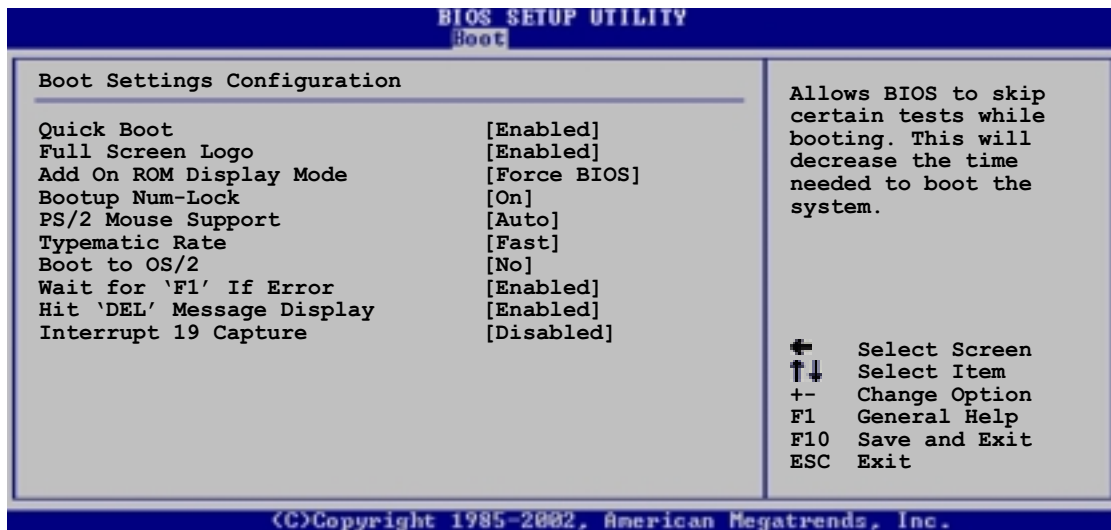 BIOS SETUP UTILITY
Boot
Boot Settings Configuration
Quick Boot [Enabled]
Full Screen Logo [Enabled]
Add On ROM Display Mode [Force BIOS]
Bootup Num-Lock [On]
PS/2 Mouse Support [Auto]
Typematic Rate [Fast]
Boot to OS/2 [No]
Wait for ‘F1’ If Error [Enabled]
Hit ‘DEL’ Message Display [Enabled]
Interrupt 19 Capture [Disabled]
Allows BIOS to skip
certain tests while
booting. This will
decrease the time
needed to boot the
system.
← Select Screen
↑↓ Select Item
+- Change Option
F1 General Help
F10 Save and Exit
ESC Exit
(C)Copyright 1985-2002, American Megatrends, Inc.